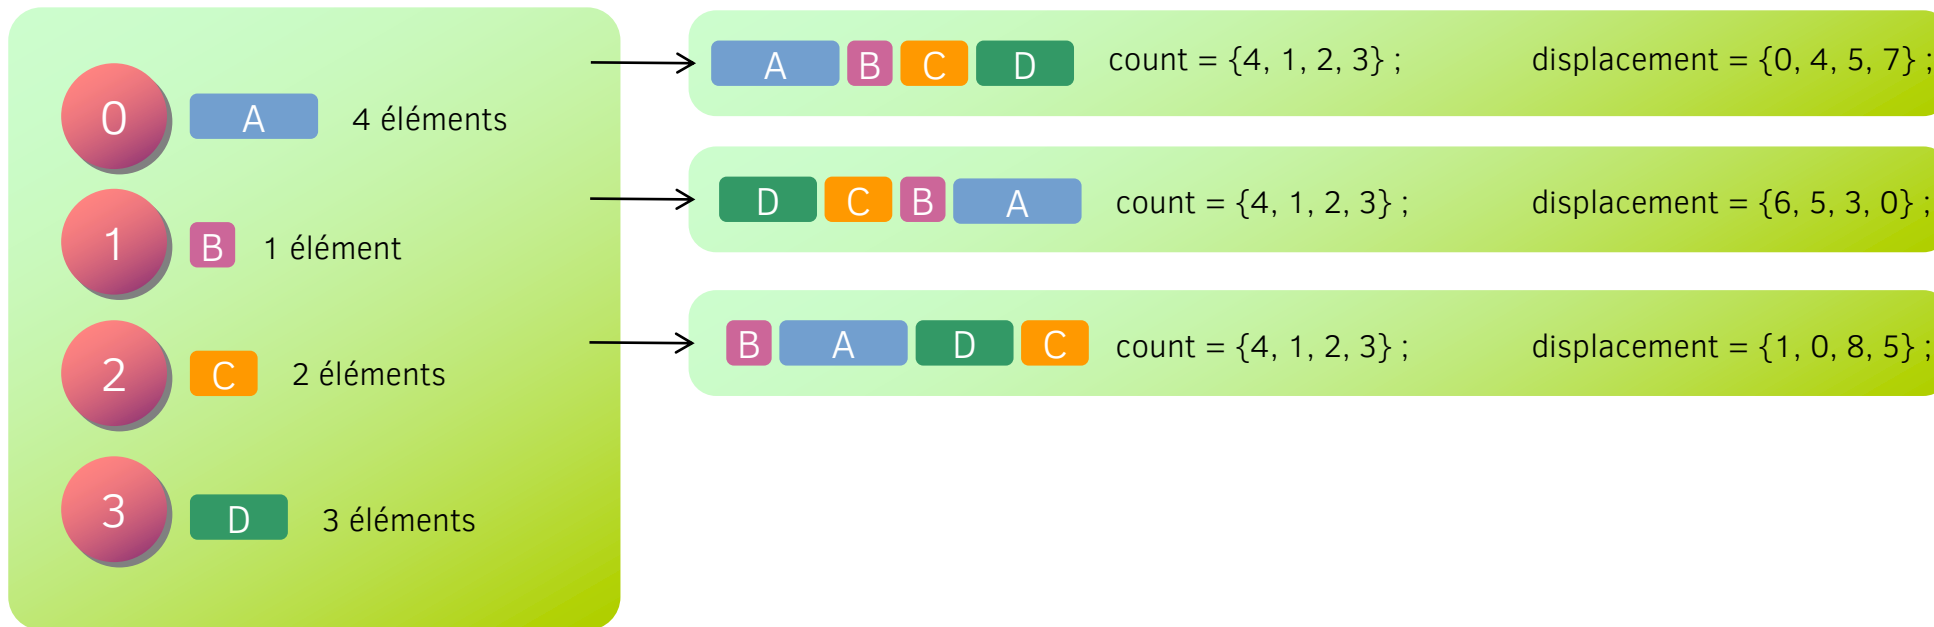 0 A 4 éléments
1 B 1 élément
2 C 2 éléments
3 D 3 éléments
A B C D count = {4, 1, 2, 3} ; displacement = {0, 4, 5, 7} ;
D C B A count = {4, 1, 2, 3} ; displacement = {6, 5, 3, 0} ;
B A D C count = {4, 1, 2, 3} ; displacement = {1, 0, 8, 5} ;